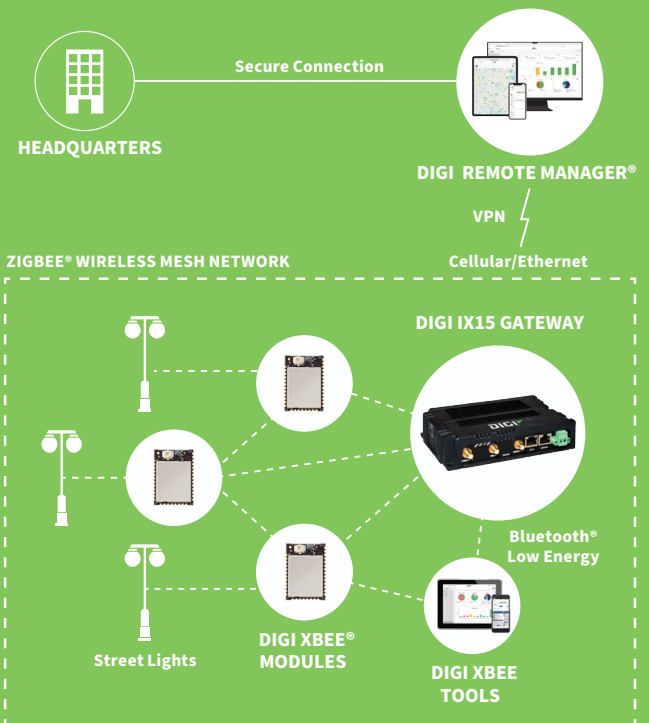 Secure Connection
HEADQUARTERS
DIGI REMOTE MANAGER®
VPN
Cellular/Ethernet
ZIGBEE® WIRELESS MESH NETWORK
DIGI IX15 GATEWAY
DIGI
Bluetooth®
Low Energy
Street Lights
DIGI XBEE®
MODULES
DIGI XBEE
TOOLS